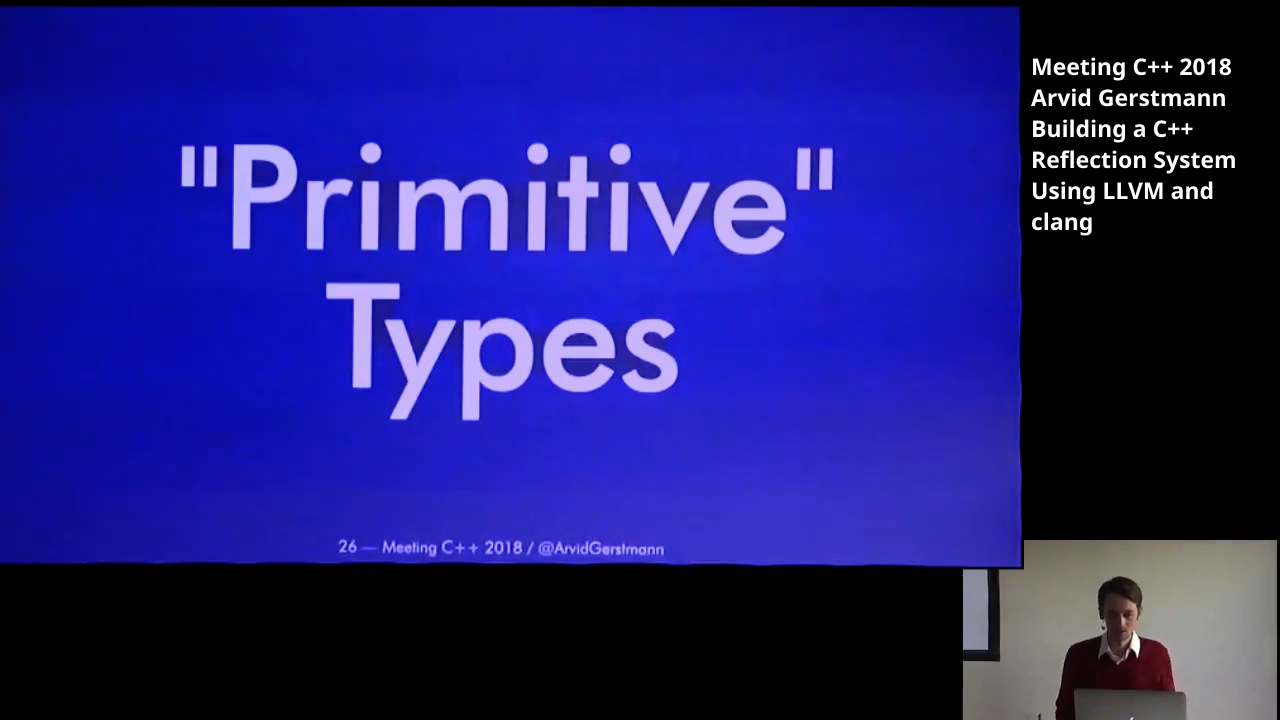 "Primitive"
Types
26 — Meeting C++ 2018 / @ArvidGerstmann
Meeting C++ 2018
Arvid Gerstmann
Building a C++
Reflection System
Using LLVM and
clang